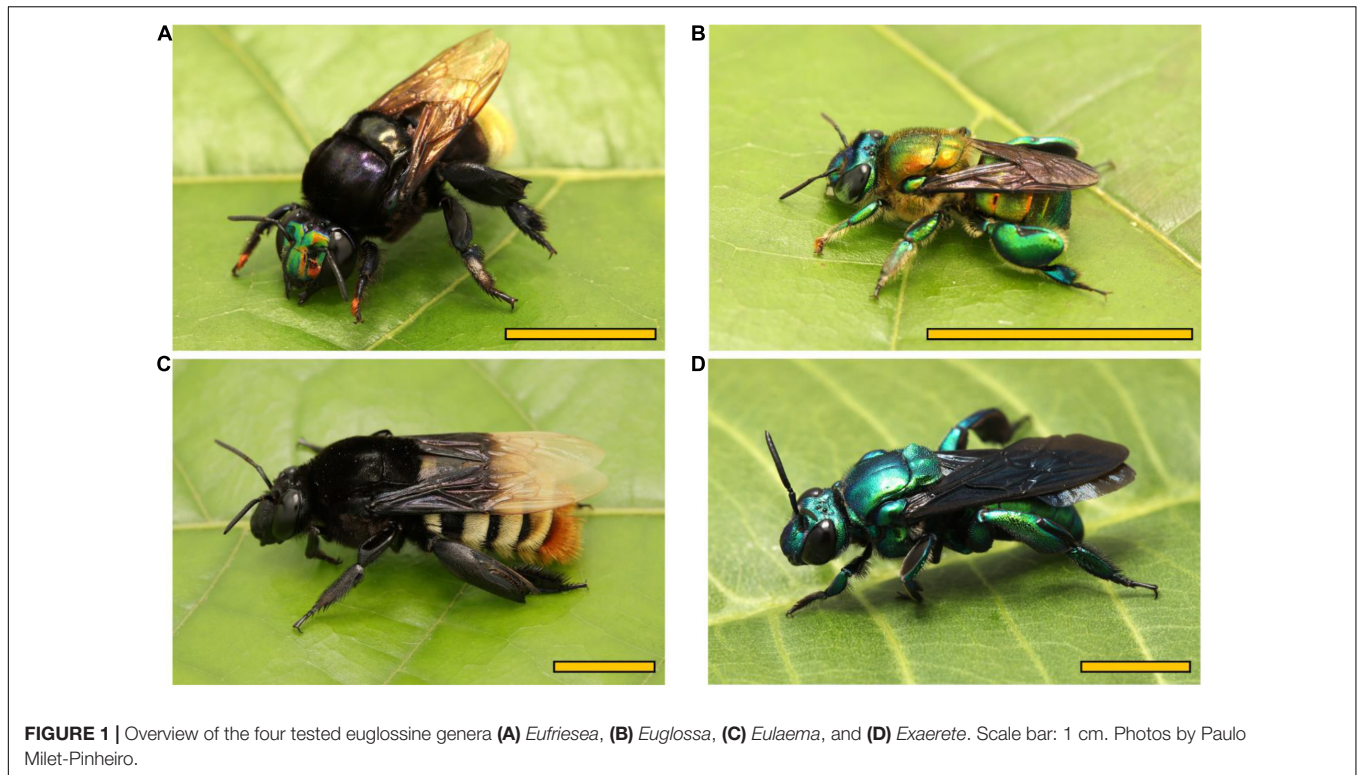 A
B
C
D
FIGURE 1 | Overview of the four tested euglossine genera (A) Eufriesea, (B) Euglossa, (C) Eulaema, and (D) Exaerete. Scale bar: 1 cm. Photos by Paulo
Milet-Pinheiro.